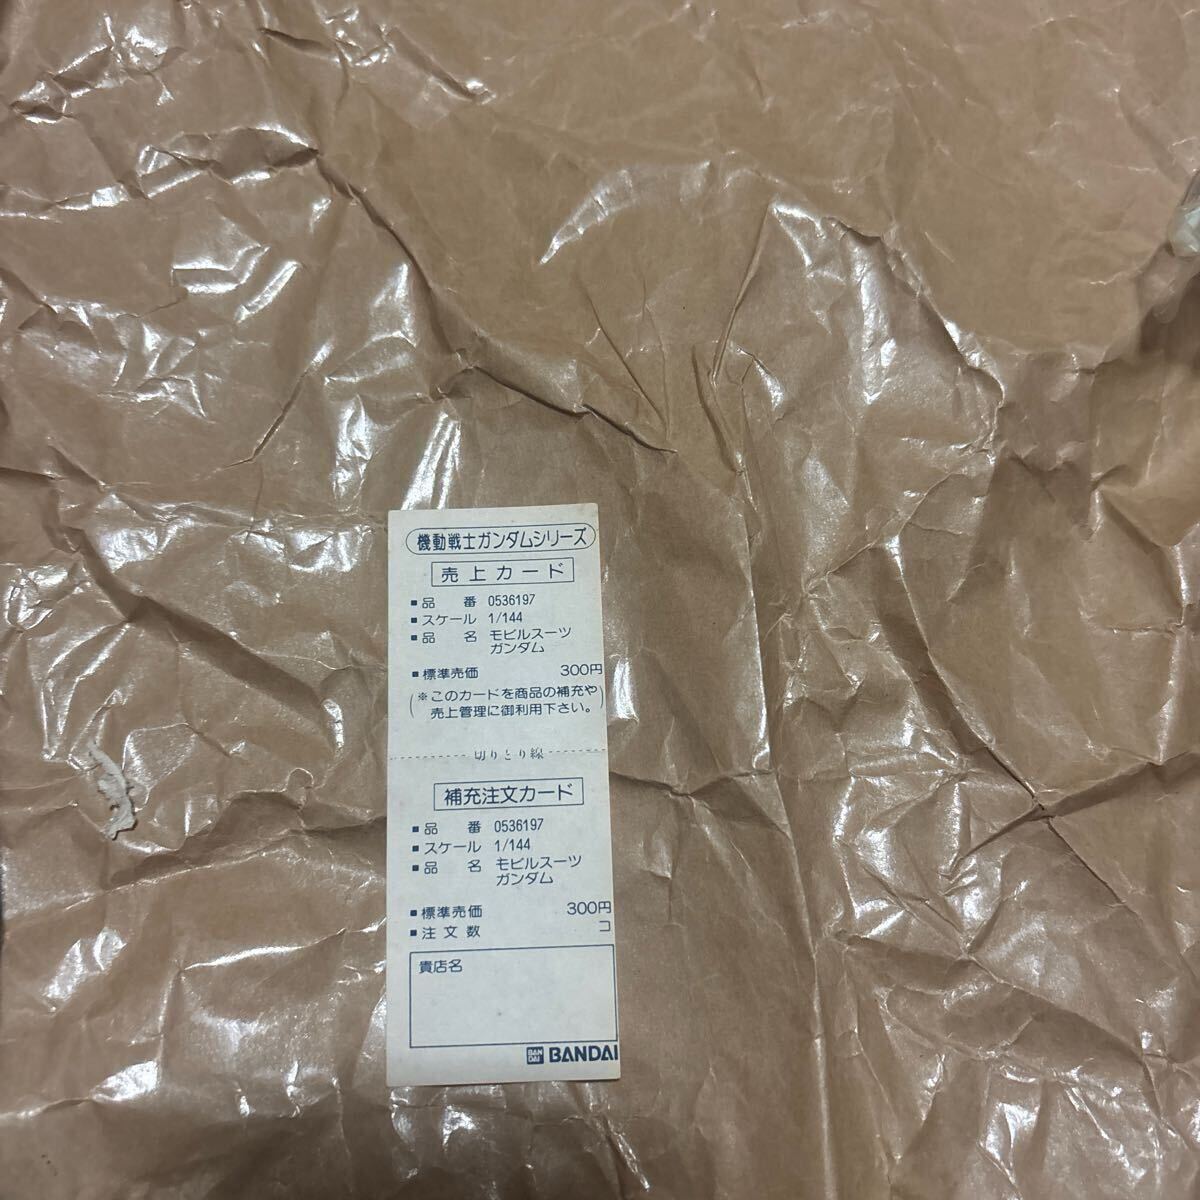 機動戦士ガンダムシリーズ
売上カード
■品　番 0536197
■スケール 1/144
■品　名 モビルスーツ
ガンダム
■標準売価 300円
(※このカードを商品の補充や
売上管理に御利用下さい。)
切りとり線
補充注文カード
■品　番 0536197
■スケール 1/144
■品　名 モビルスーツ
ガンダム
■標準売価 300円
■注文数 コ
貴店名
BAN
DAI BANDAI